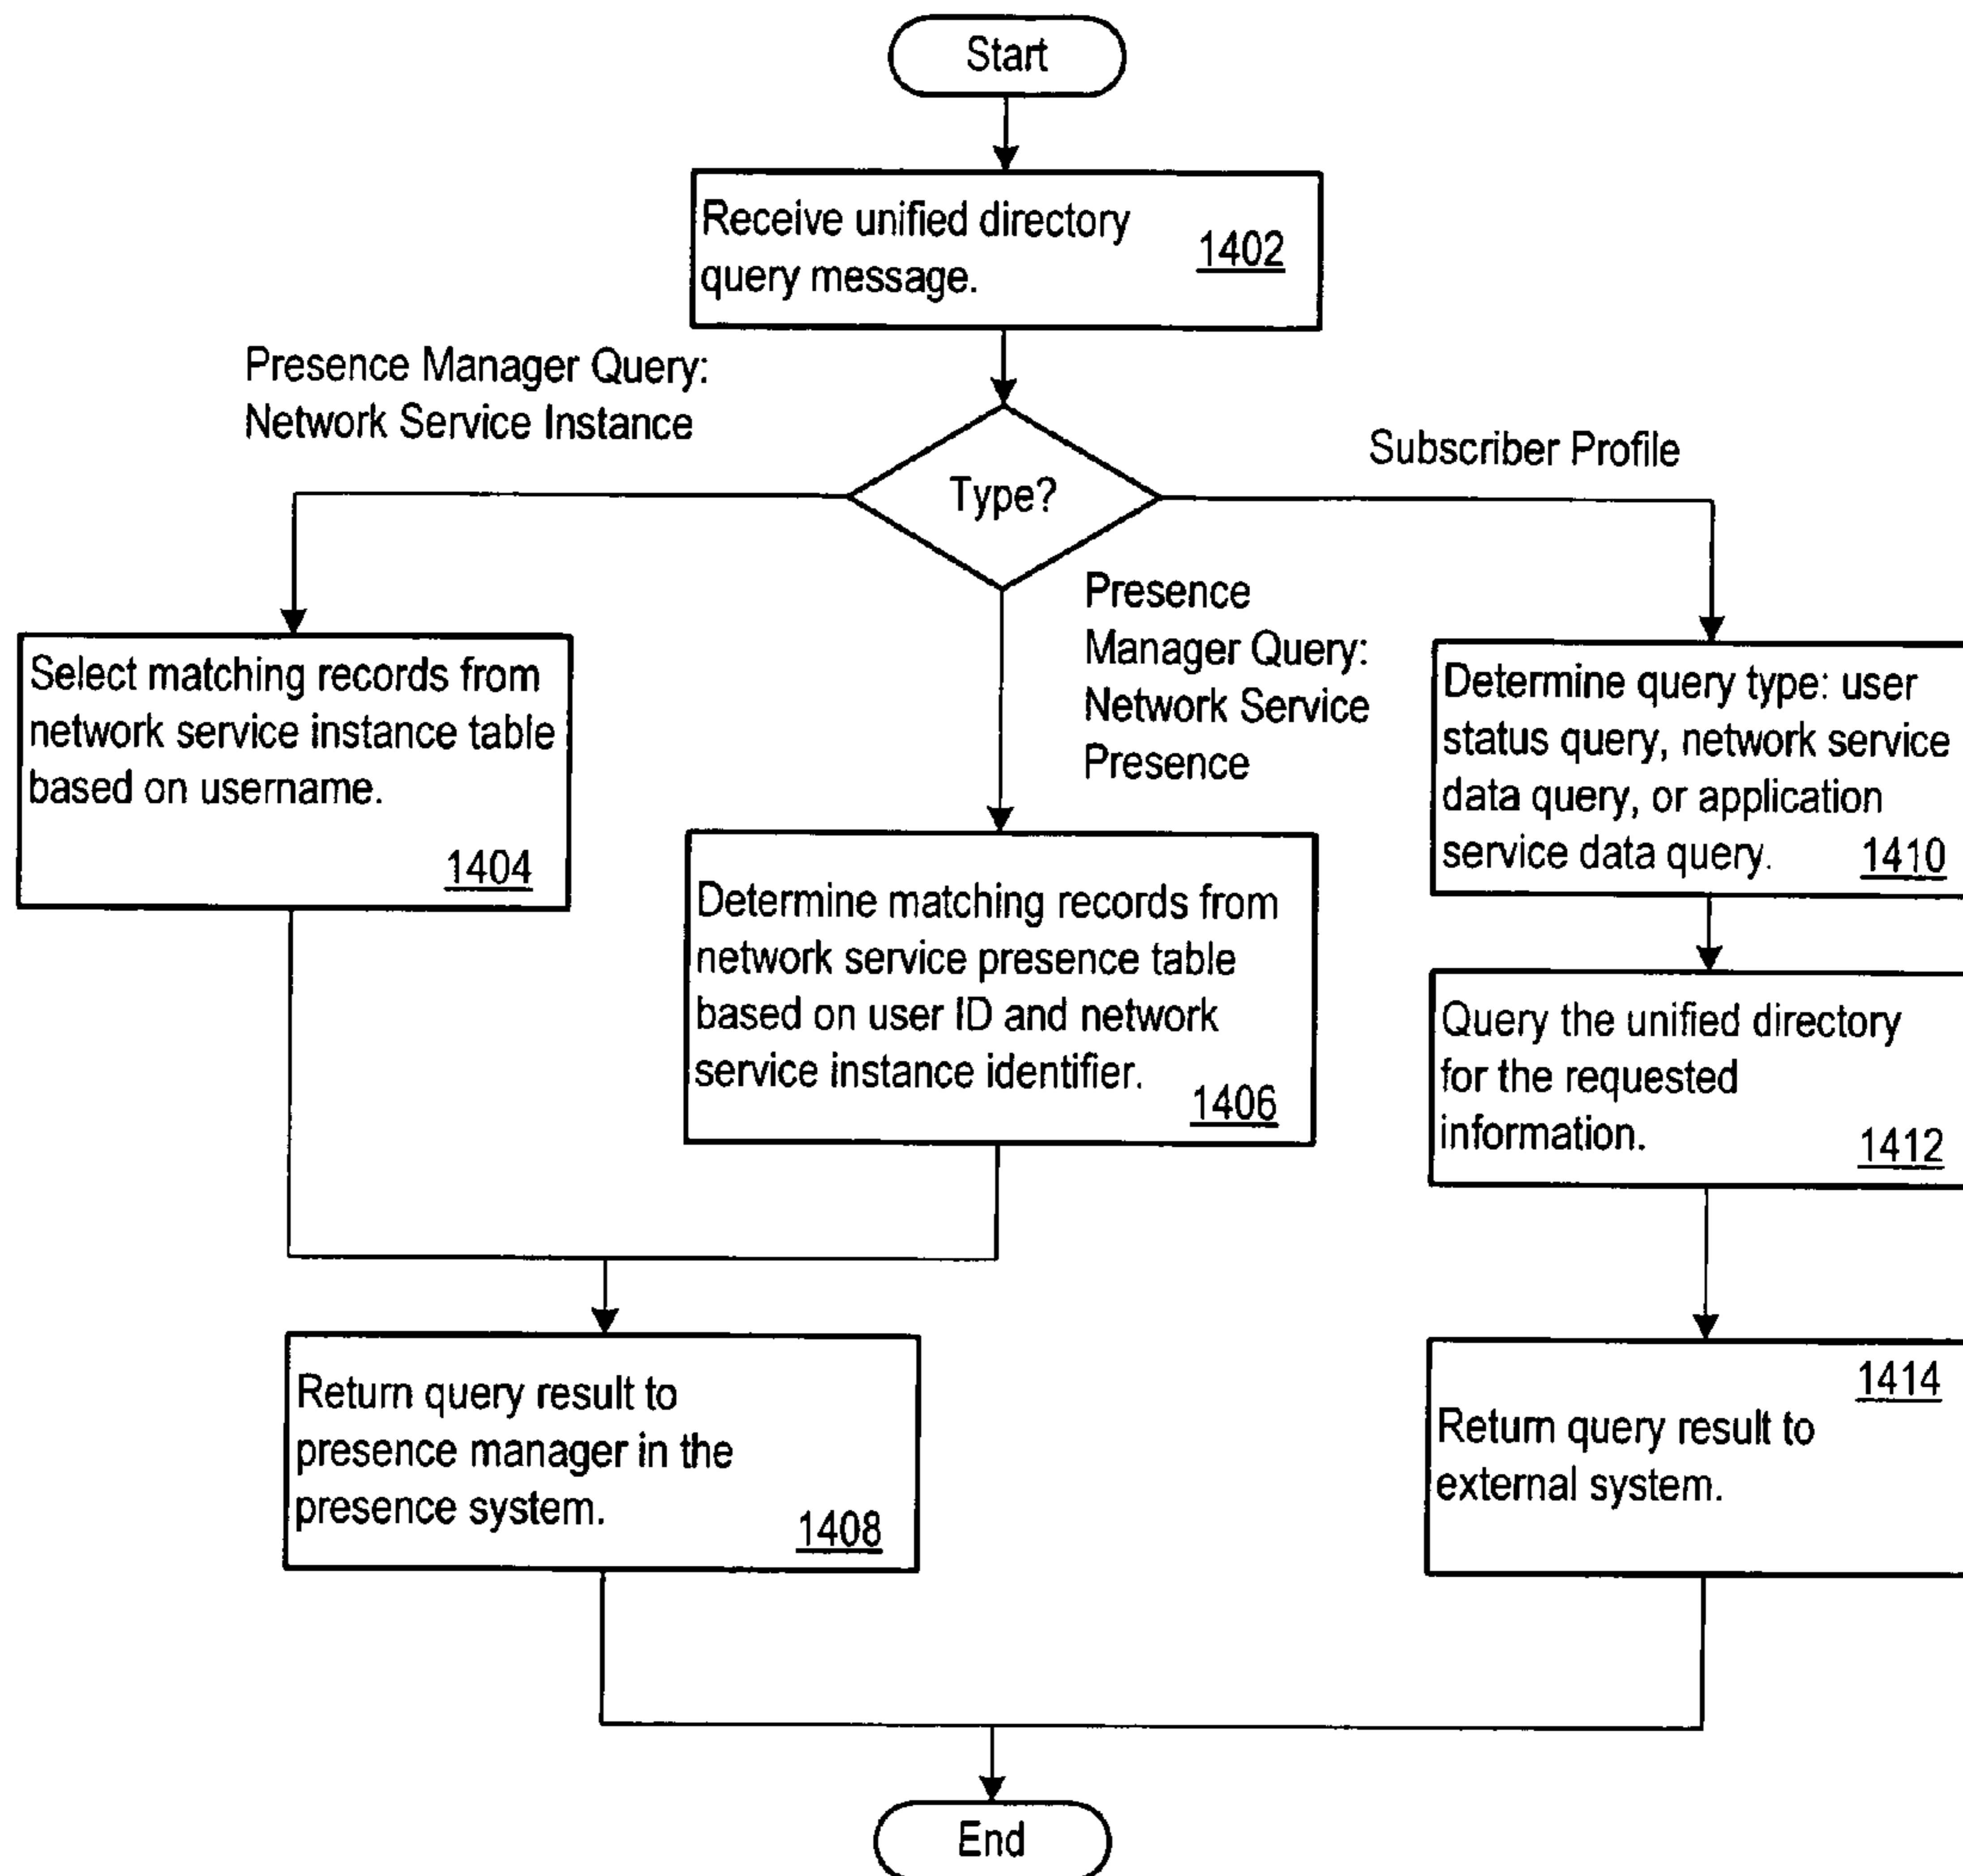 Start
Receive unified directory
query message.
1402
Presence Manager Query:
Network Service Instance
Type?
Subscriber Profile
Presence
Manager Query:
Network Service
Presence
Select matching records from
network service instance table
based on username.
1404
Determine matching records from
network service presence table
based on user ID and network
service instance identifier.
1406
Determine query type: user
status query, network service
data query, or application
service data query.
1410
Query the unified directory
for the requested
information.
1412
Return query result to
presence manager in the
presence system.
1408
1414
Return query result to
external system.
End